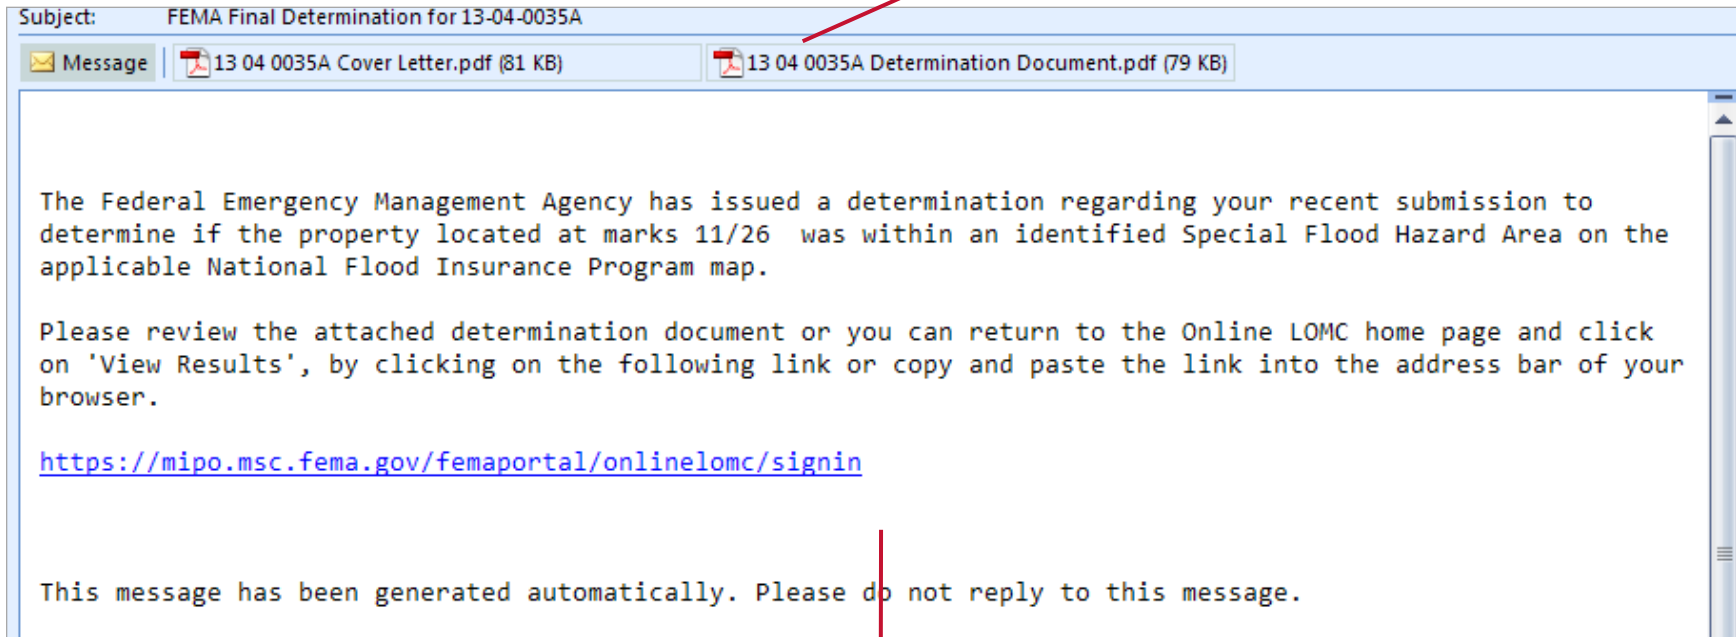 Subject: FEMA Final Determination for 13-04-0035A
Message 13 04 0035A Cover Letter.pdf (81 KB) 13 04 0035A Determination Document.pdf (79 KB)
The Federal Emergency Management Agency has issued a determination regarding your recent submission to
determine if the property located at marks 11/26  was within an identified Special Flood Hazard Area on the
applicable National Flood Insurance Program map.
Please review the attached determination document or you can return to the Online LOMC home page and click
on 'View Results', by clicking on the following link or copy and paste the link into the address bar of your
browser.
https://mipo.msc.fema.gov/femaportal/onlinelomc/signin
This message has been generated automatically. Please do not reply to this message.